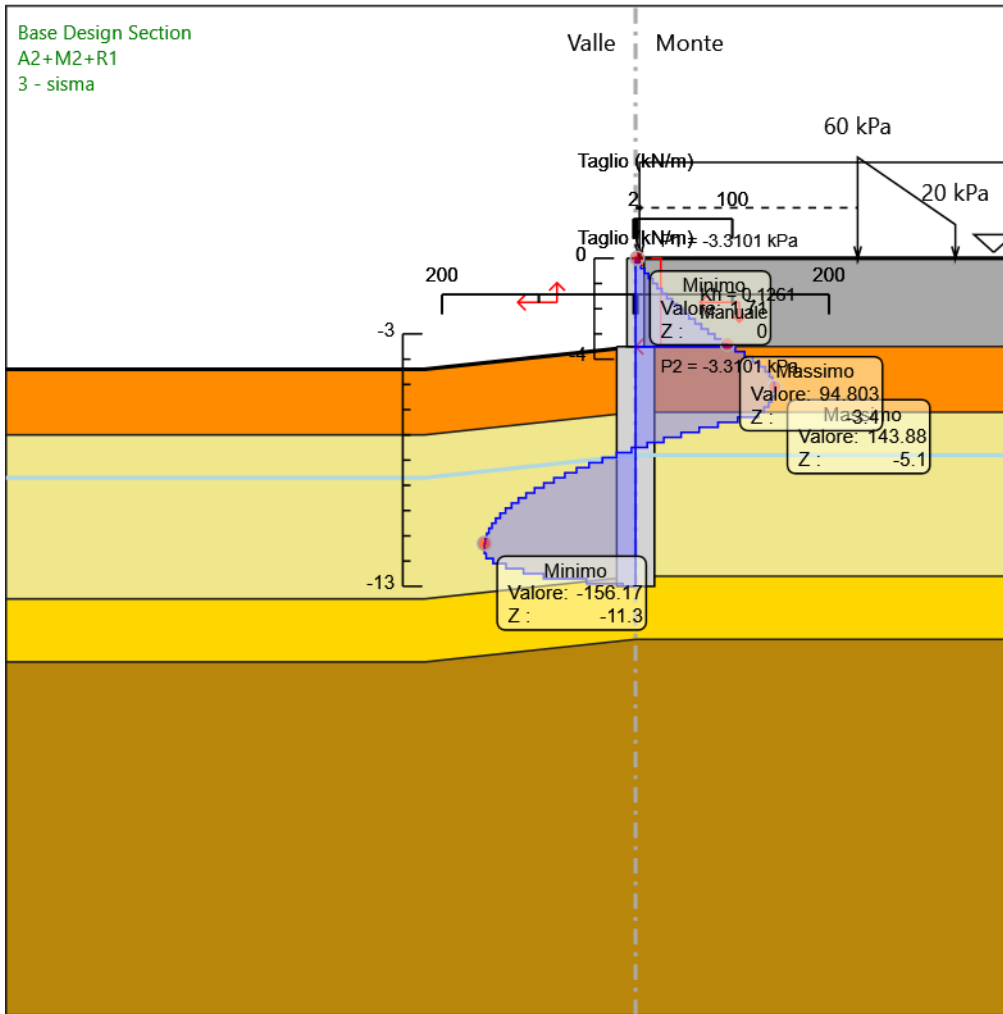 Base Design Section
A2+M2+R1
3 - sisma
Valle
Monte
60 kPa
20 kPa
Taglio (kN/m)
2
100
Taglio (kN/m)
P1 = -3.3101 kPa
0
200
200
Minimo
Valore: 1.71
Z : 0
Kh = 0.1261
Manuale
-3
-4
P2 = -3.3101 kPa
Massimo
Valore: 94.803
Z : -3.4
Massimo
Valore: 143.88
Z : -5.1
-13
Minimo
Valore: -156.17
Z : -11.3